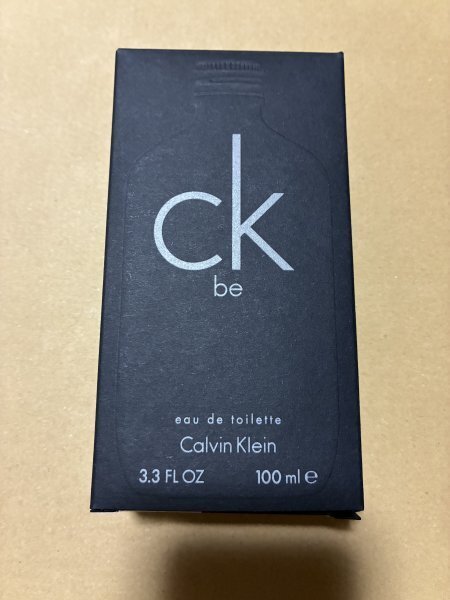 ck
be
eau de toilette
Calvin Klein
3.3 FL OZ 100 ml ℮